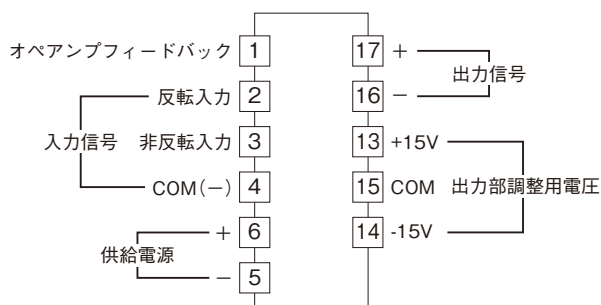 オペアンプフィードバック 1
反転入力 2
入力信号 非反転入力 3
COM(−) 4
+ 6
供給電源
− 5
17 +
出力信号
16 −
13 +15V
15 COM 出力部調整用電圧
14 -15V